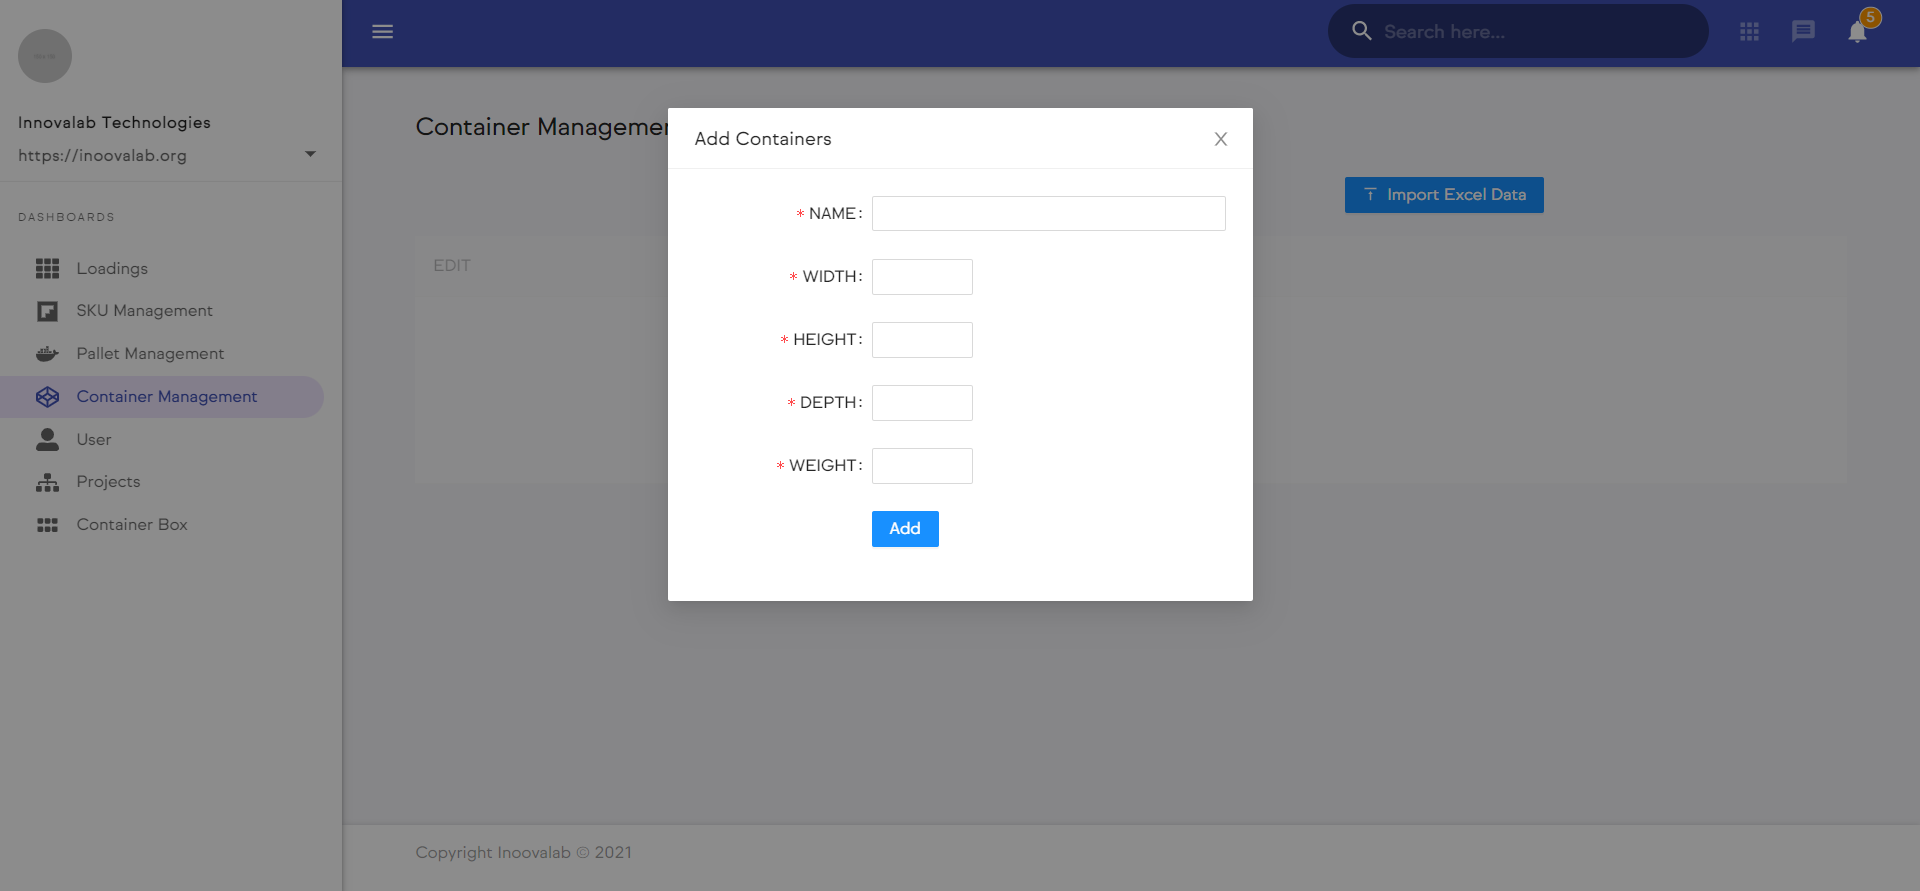 Innovalab Technologies
https://inoovalab.org
DASHBOARDS
Loadings
SKU Management
Pallet Management
Container Management
User
Projects
Container Box
Search here...
5
Container Managemen
Import Excel Data
EDIT
Add Containers
X
* NAME:
* WIDTH:
* HEIGHT:
* DEPTH:
* WEIGHT:
Add
Copyright Inoovalab © 2021